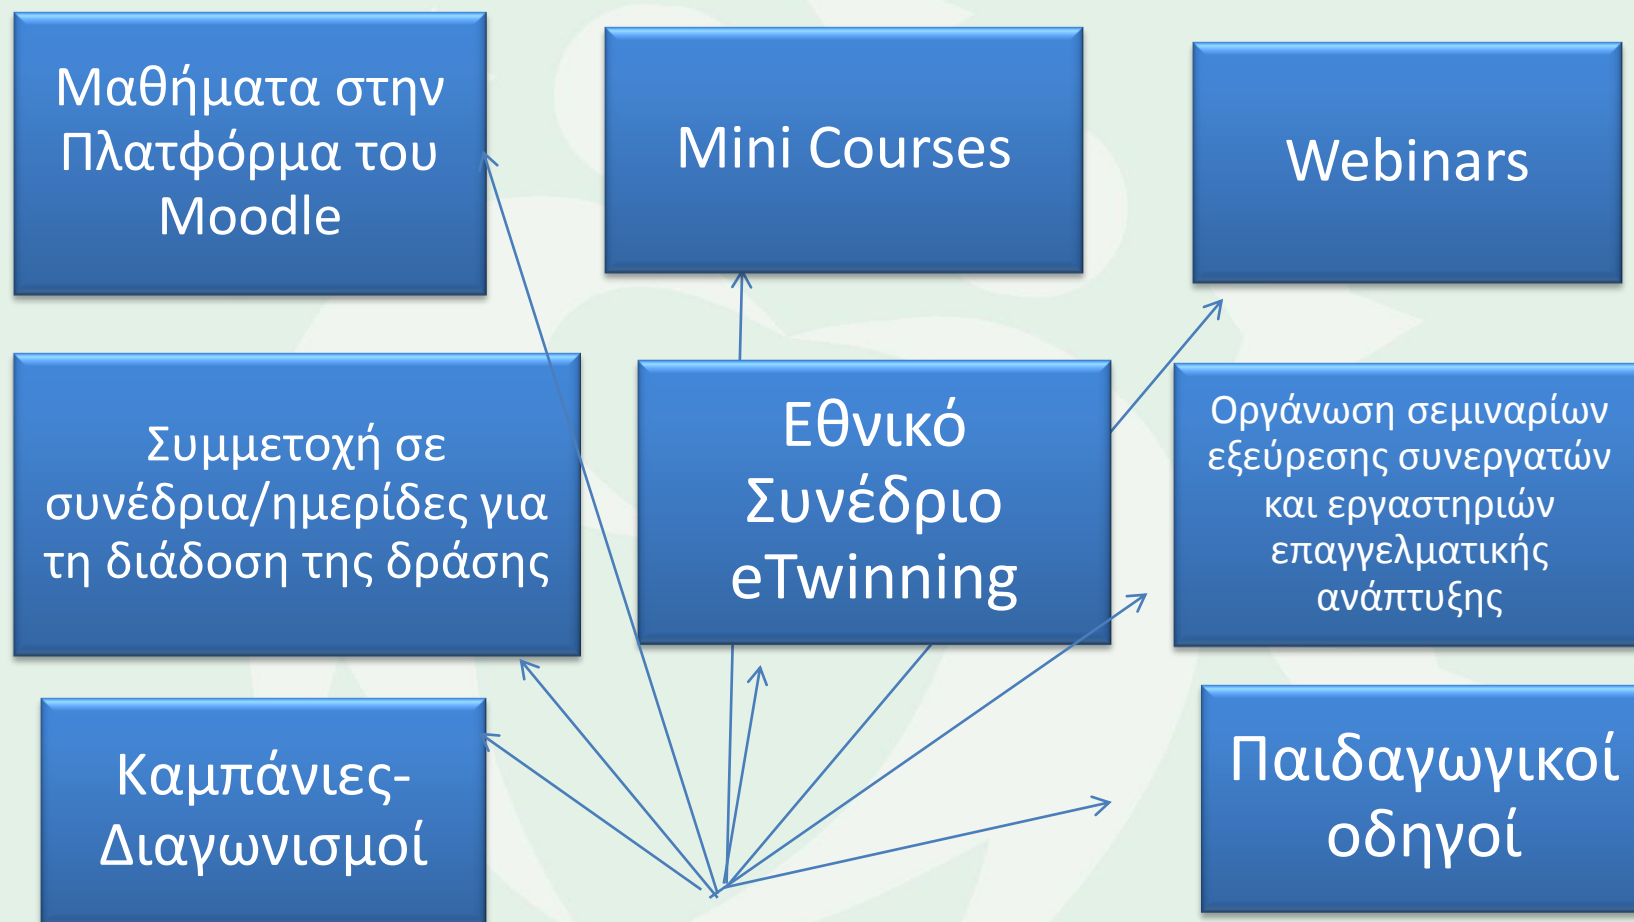 Μαθήματα στην
Πλατφόρμα του
Moodle
Mini Courses
Webinars
Συμμετοχή σε
συνέδρια/ημερίδες για
τη διάδοση της δράσης
Εθνικό
Συνέδριο
eTwinning
Οργάνωση σεμιναρίων
εξεύρεσης συνεργατών
και εργαστηριών
επαγγελματικής
ανάπτυξης
Καμπάνιες-
Διαγωνισμοί
Παιδαγωγικοί
οδηγοί